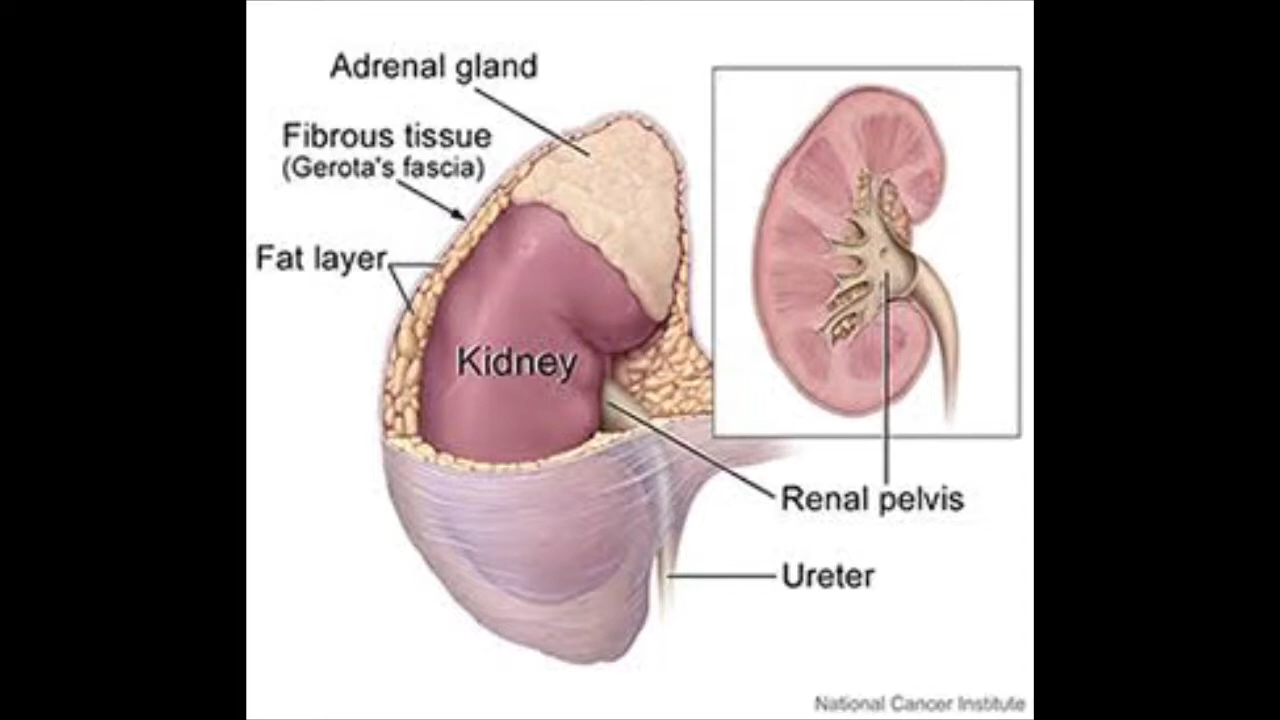 Adrenal gland
Fibrous tissue
(Gerota's fascia)
Fat layer
Kidney
Renal pelvis
Ureter
National Cancer Institute